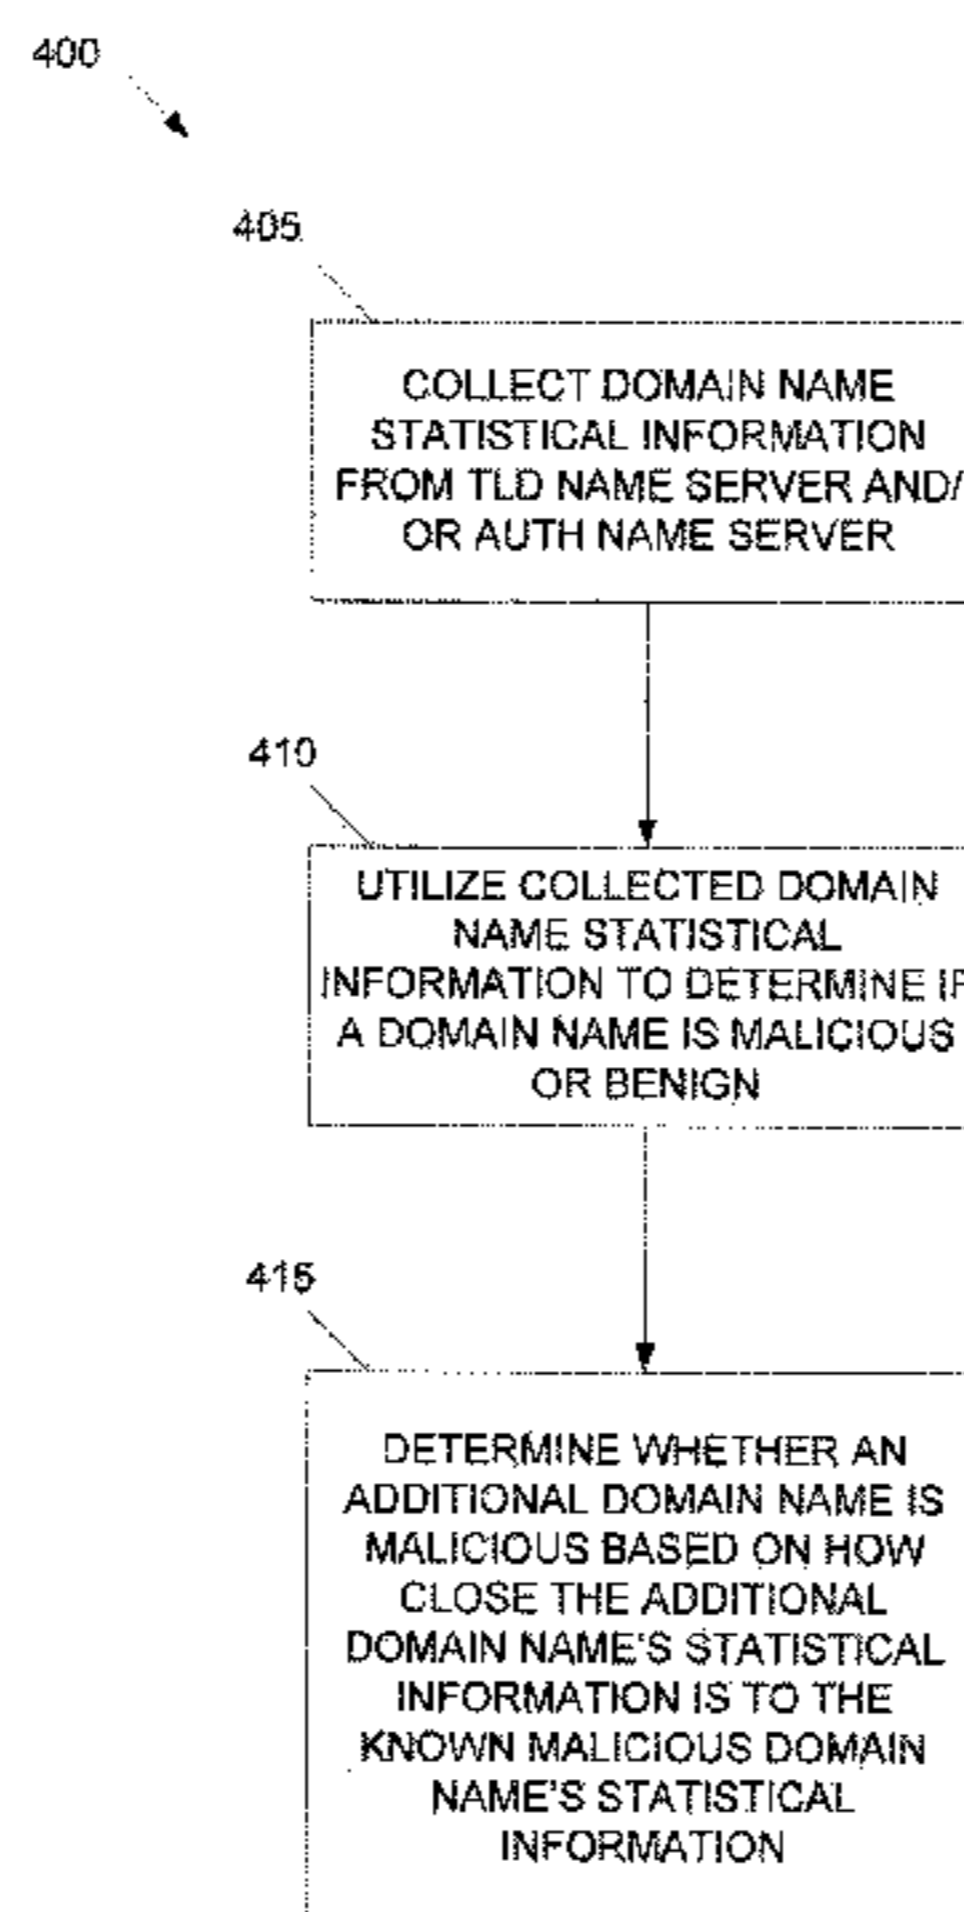 400
405
COLLECT DOMAIN NAME
STATISTICAL INFORMATION
FROM TLD NAME SERVER AND/
OR AUTH NAME SERVER
410
UTILIZE COLLECTED DOMAIN
NAME STATISTICAL
INFORMATION TO DETERMINE IF
A DOMAIN NAME IS MALICIOUS
OR BENIGN
415
DETERMINE WHETHER AN
ADDITIONAL DOMAIN NAME IS
MALICIOUS BASED ON HOW
CLOSE THE ADDITIONAL
DOMAIN NAME'S STATISTICAL
INFORMATION IS TO THE
KNOWN MALICIOUS DOMAIN
NAME'S STATISTICAL
INFORMATION